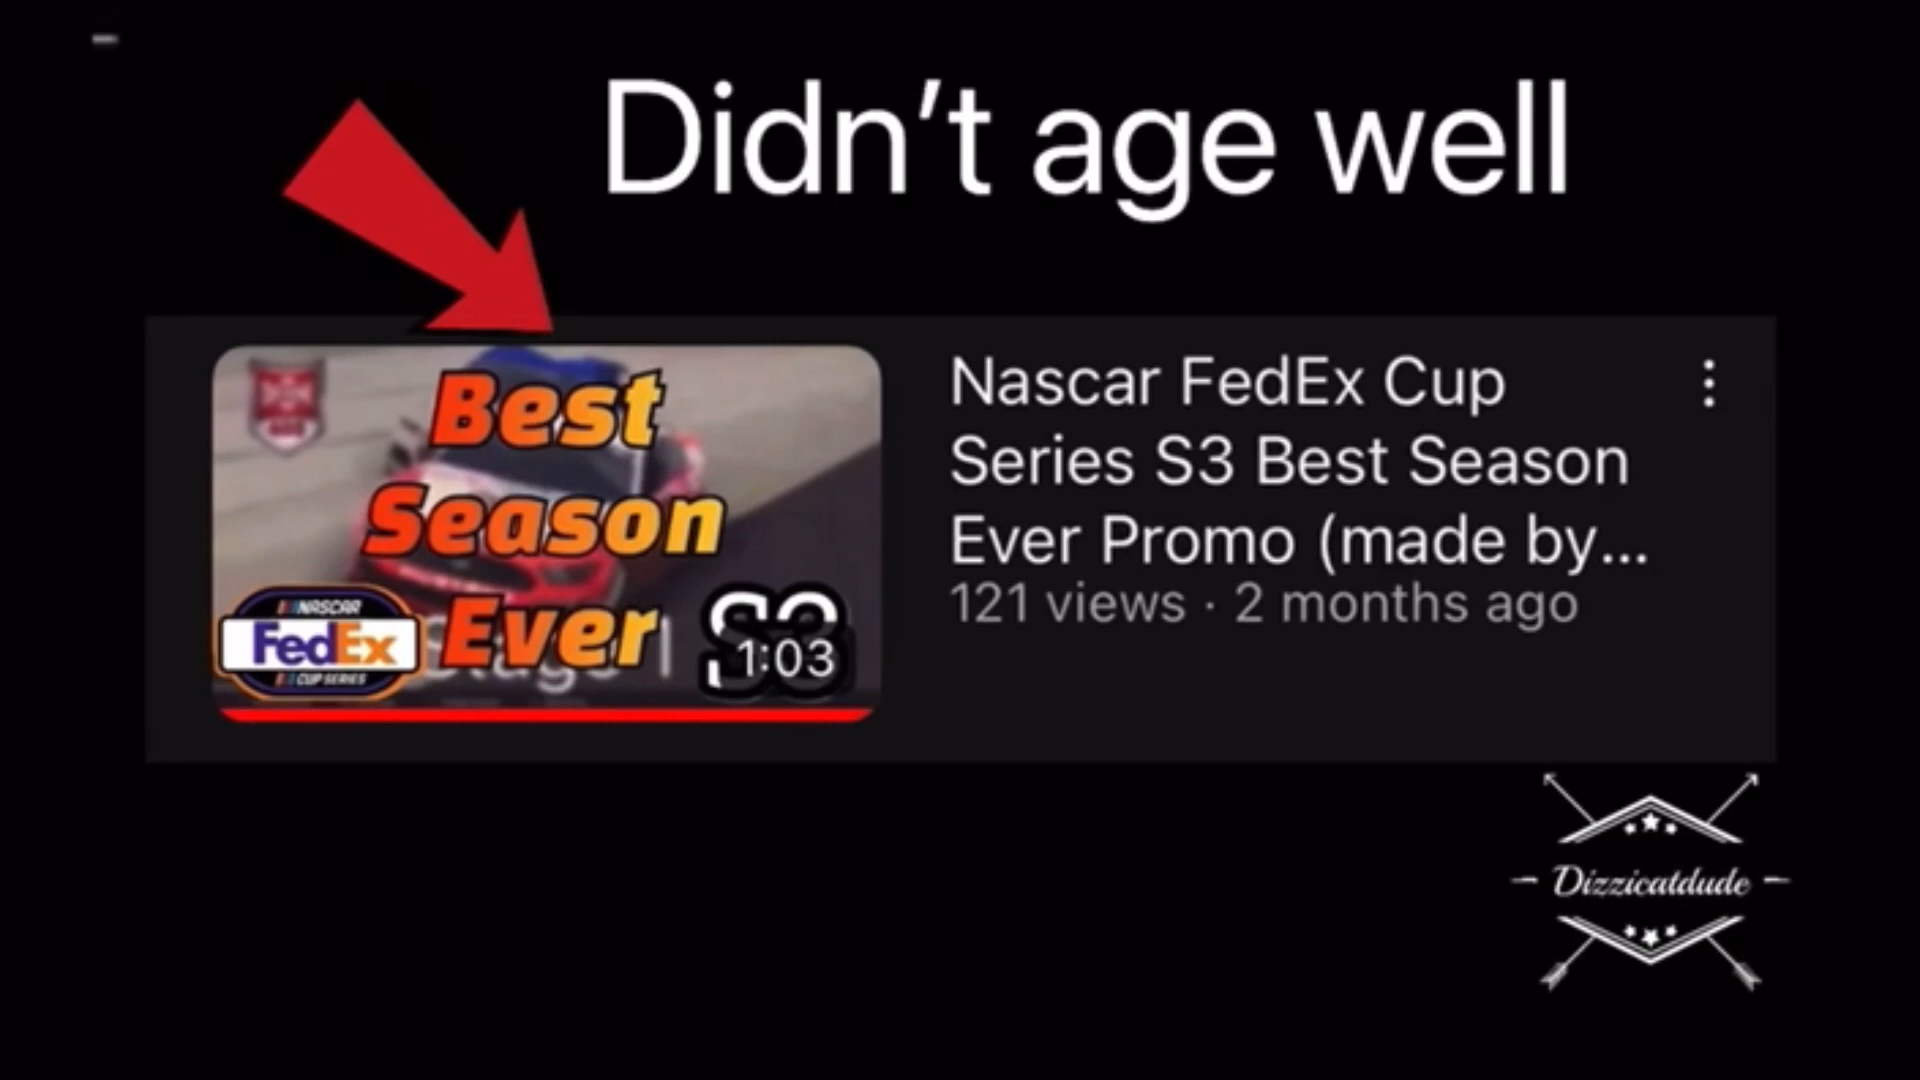 Didn't age well
Best
Season
Ever
S3
1:03
NASCAR
FedEx
CUP SERIES
Nascar FedEx Cup
Series S3 Best Season
Ever Promo (made by...
121 views · 2 months ago
Dizzicatdude